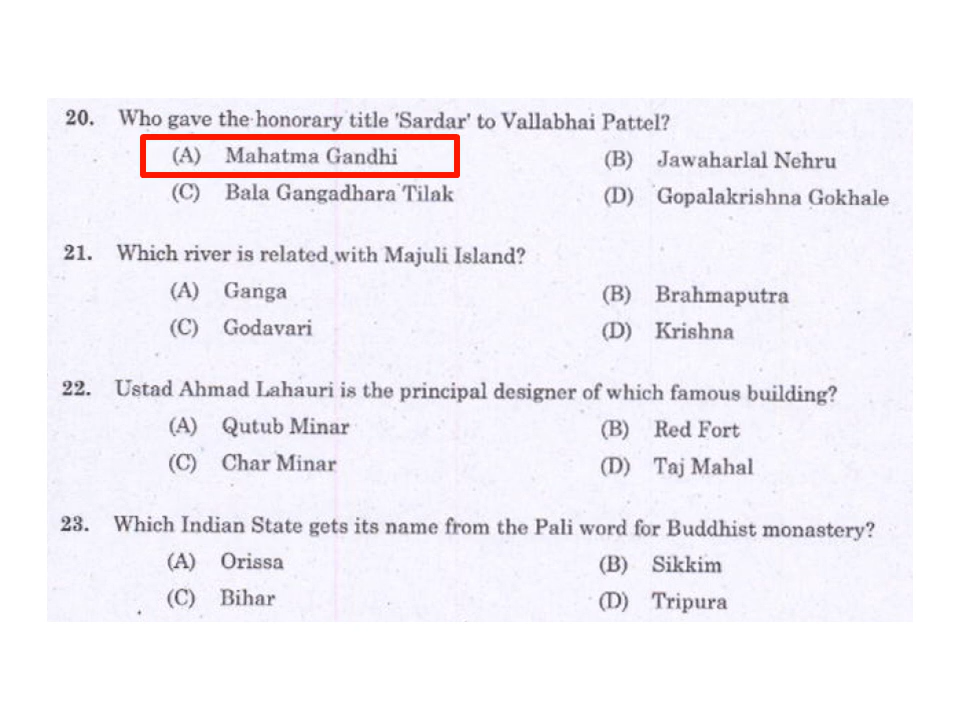 20. Who gave the honorary title 'Sardar' to Vallabhai Pattel?
(A) Mahatma Gandhi (B) Jawaharlal Nehru
(C) Bala Gangadhara Tilak (D) Gopalakrishna Gokhale
21. Which river is related with Majuli Island?
(A) Ganga (B) Brahmaputra
(C) Godavari (D) Krishna
22. Ustad Ahmad Lahauri is the principal designer of which famous building?
(A) Qutub Minar (B) Red Fort
(C) Char Minar (D) Taj Mahal
23. Which Indian State gets its name from the Pali word for Buddhist monastery?
(A) Orissa (B) Sikkim
(C) Bihar (D) Tripura